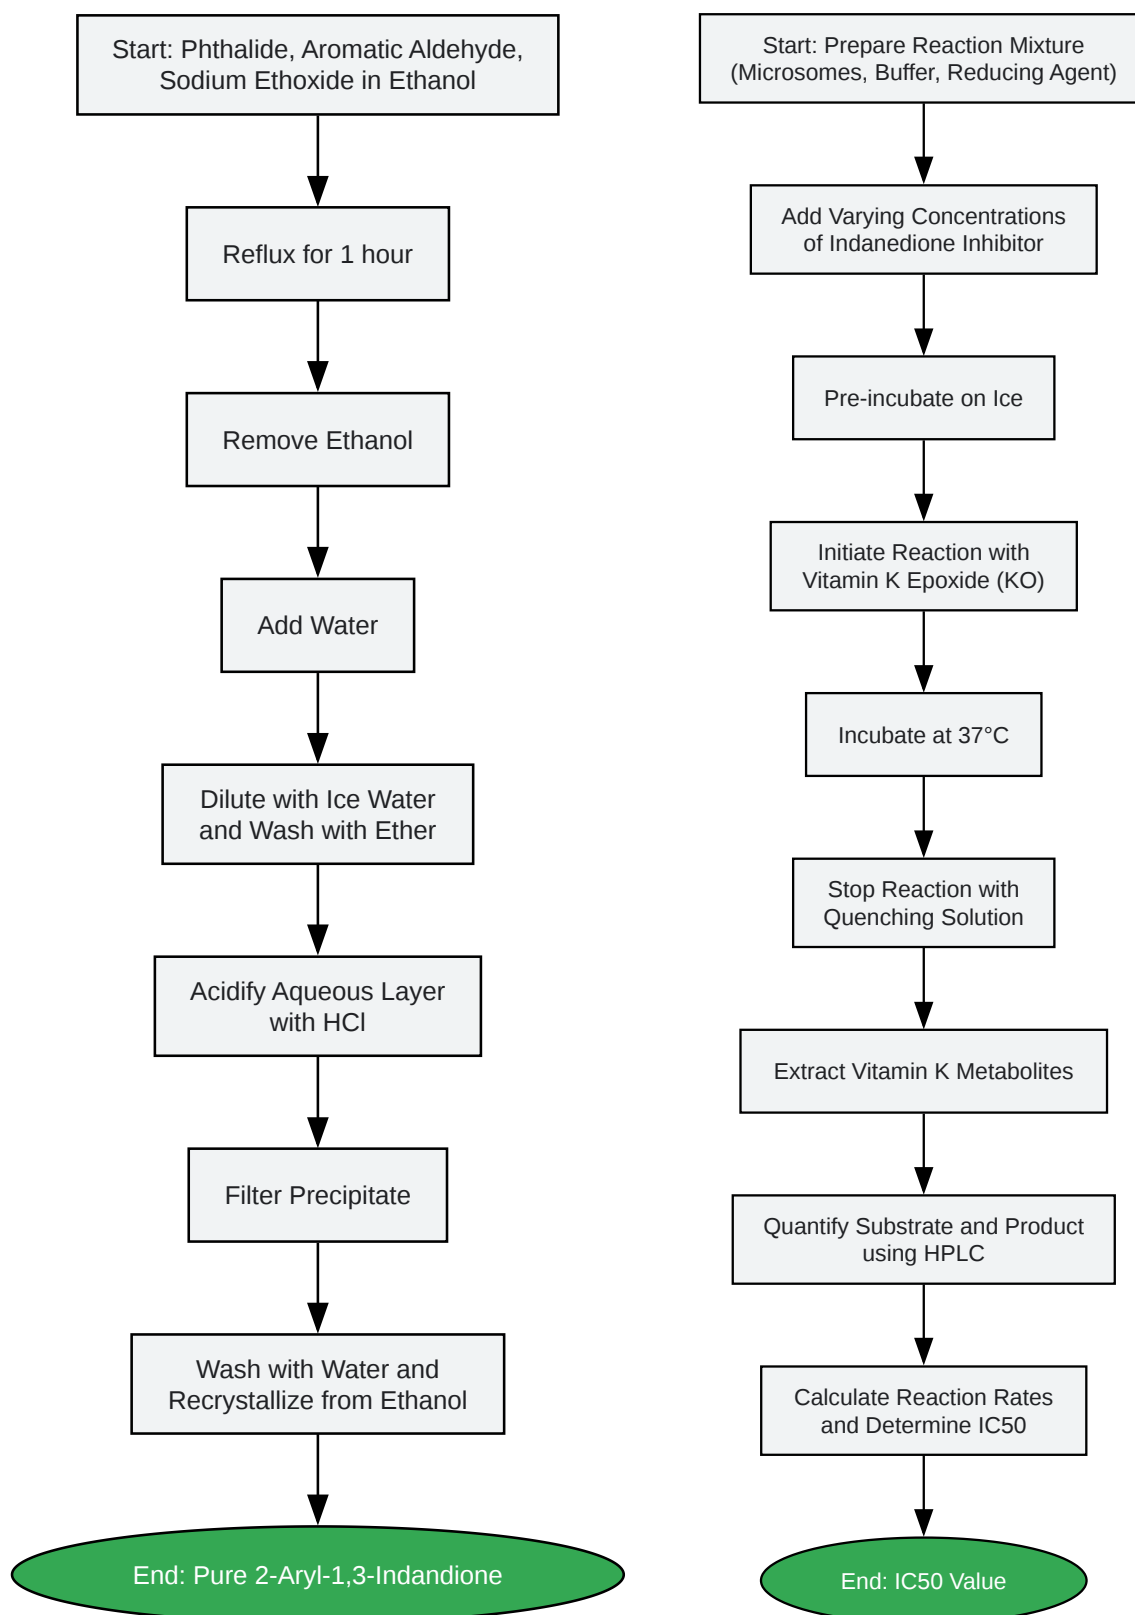 Start: Phthalide, Aromatic Aldehyde,
Sodium Ethoxide in Ethanol
Reflux for 1 hour
Remove Ethanol
Add Water
Dilute with Ice Water
and Wash with Ether
Acidify Aqueous Layer
with HCl
Filter Precipitate
Wash with Water and
Recrystallize from Ethanol
End: Pure 2-Aryl-1,3-Indandione
Start: Prepare Reaction Mixture
(Microsomes, Buffer, Reducing Agent)
Add Varying Concentrations
of Indanedione Inhibitor
Pre-incubate on Ice
Initiate Reaction with
Vitamin K Epoxide (KO)
Incubate at 37°C
Stop Reaction with
Quenching Solution
Extract Vitamin K Metabolites
Quantify Substrate and Product
using HPLC
Calculate Reaction Rates
and Determine IC50
End: IC50 Value